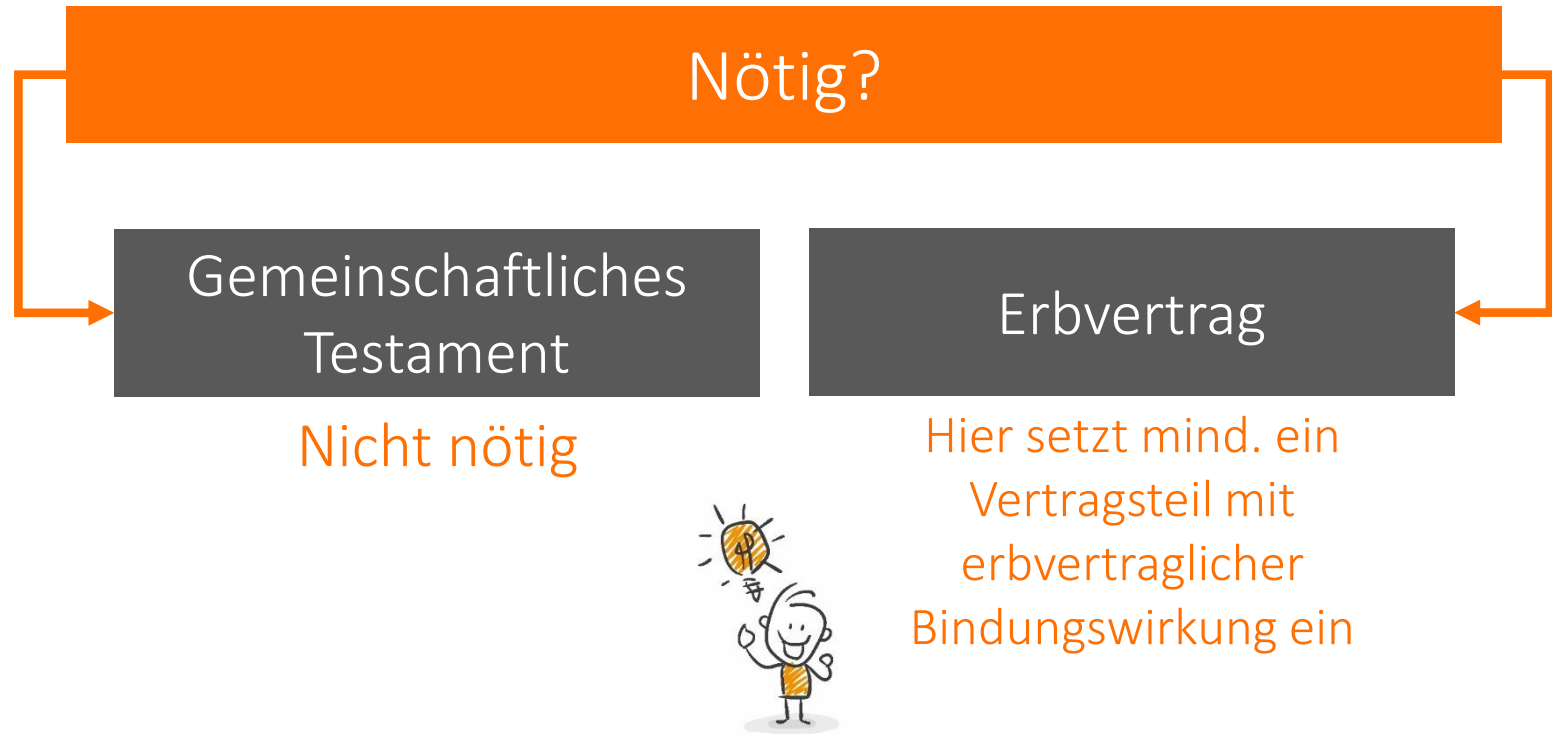 Nötig?
Gemeinschaftliches
Testament
Erbvertrag
Nicht nötig
Hier setzt mind. ein
Vertragsteil mit
erbvertraglicher
Bindungswirkung ein